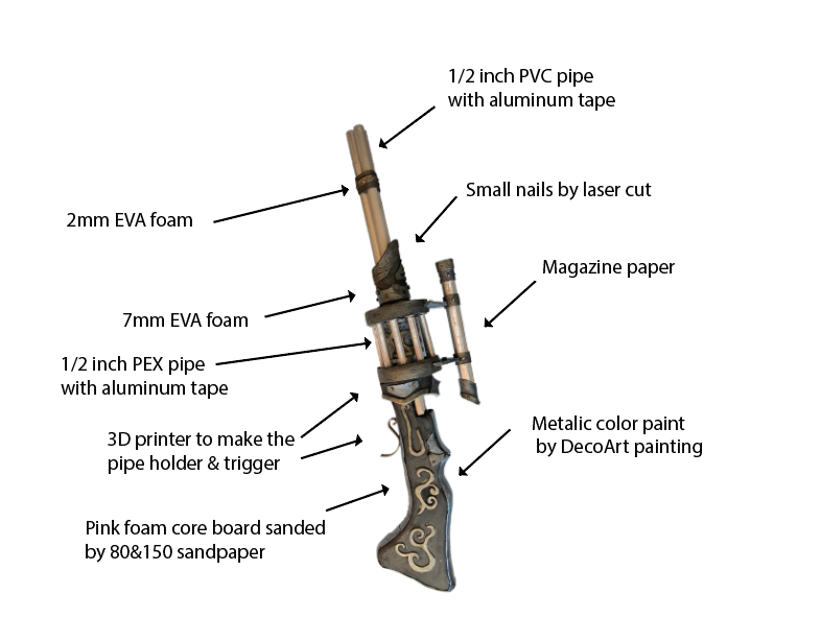 1/2 inch PVC pipe
with aluminum tape
Small nails by laser cut
2mm EVA foam
Magazine paper
7mm EVA foam
1/2 inch PEX pipe
with aluminum tape
Metalic color paint
by DecoArt painting
3D printer to make the
pipe holder & trigger
Pink foam core board sanded
by 80&150 sandpaper